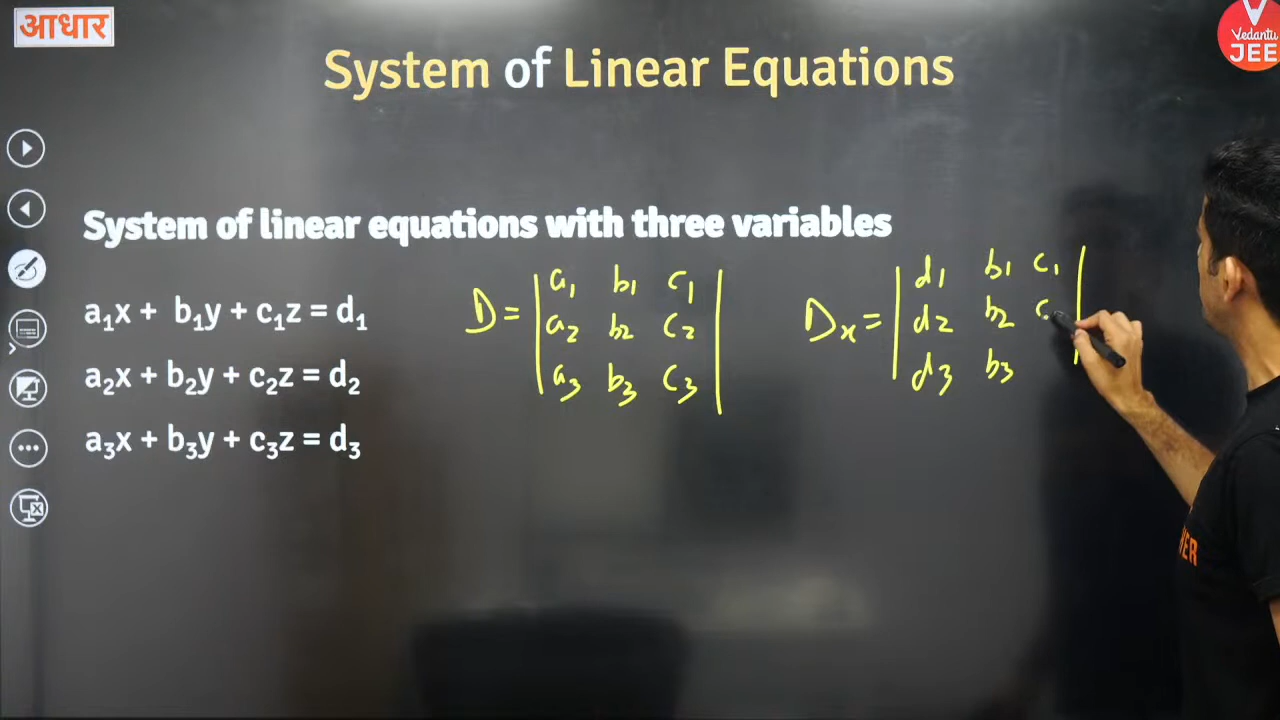 आधार
Vedantu
JEE
System of Linear Equations
System of linear equations with three variables
a₁x + b₁y + c₁z = d₁
a₂x + b₂y + c₂z = d₂
a₃x + b₃y + c₃z = d₃
D = | a₁ b₁ c₁ |
| a₂ b₂ c₂ |
| a₃ b₃ c₃ |
Dₓ = | d₁ b₁ c₁ |
| d₂ b₂ c
| d₃ b₃